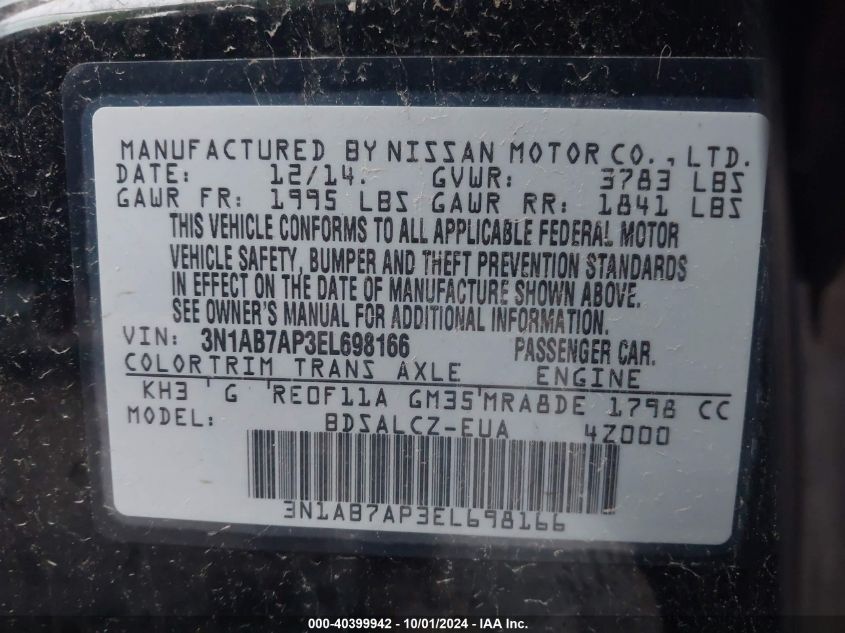 MANUFACTURED BY NISSAN MOTOR CO., LTD.
DATE: 12/14. GVWR: 3783 LBS
GAWR FR: 1995 LBS GAWR RR: 1841 LBS
THIS VEHICLE CONFORMS TO ALL APPLICABLE FEDERAL MOTOR
VEHICLE SAFETY, BUMPER AND THEFT PREVENTION STANDARDS
IN EFFECT ON THE DATE OF MANUFACTURE SHOWN ABOVE.
SEE OWNER'S MANUAL FOR ADDITIONAL INFORMATION.
VIN: 3N1AB7AP3EL698166 PASSENGER CAR.
COLORTRIM TRANS AXLE ENGINE
KH3 'G 'RE0F11A GM35'MRA8DE 1798 CC
MODEL: BDSALCZ-EUA 4Z000
3N1AB7AP3EL698166
000-40399942 - 10/01/2024 - IAA Inc.